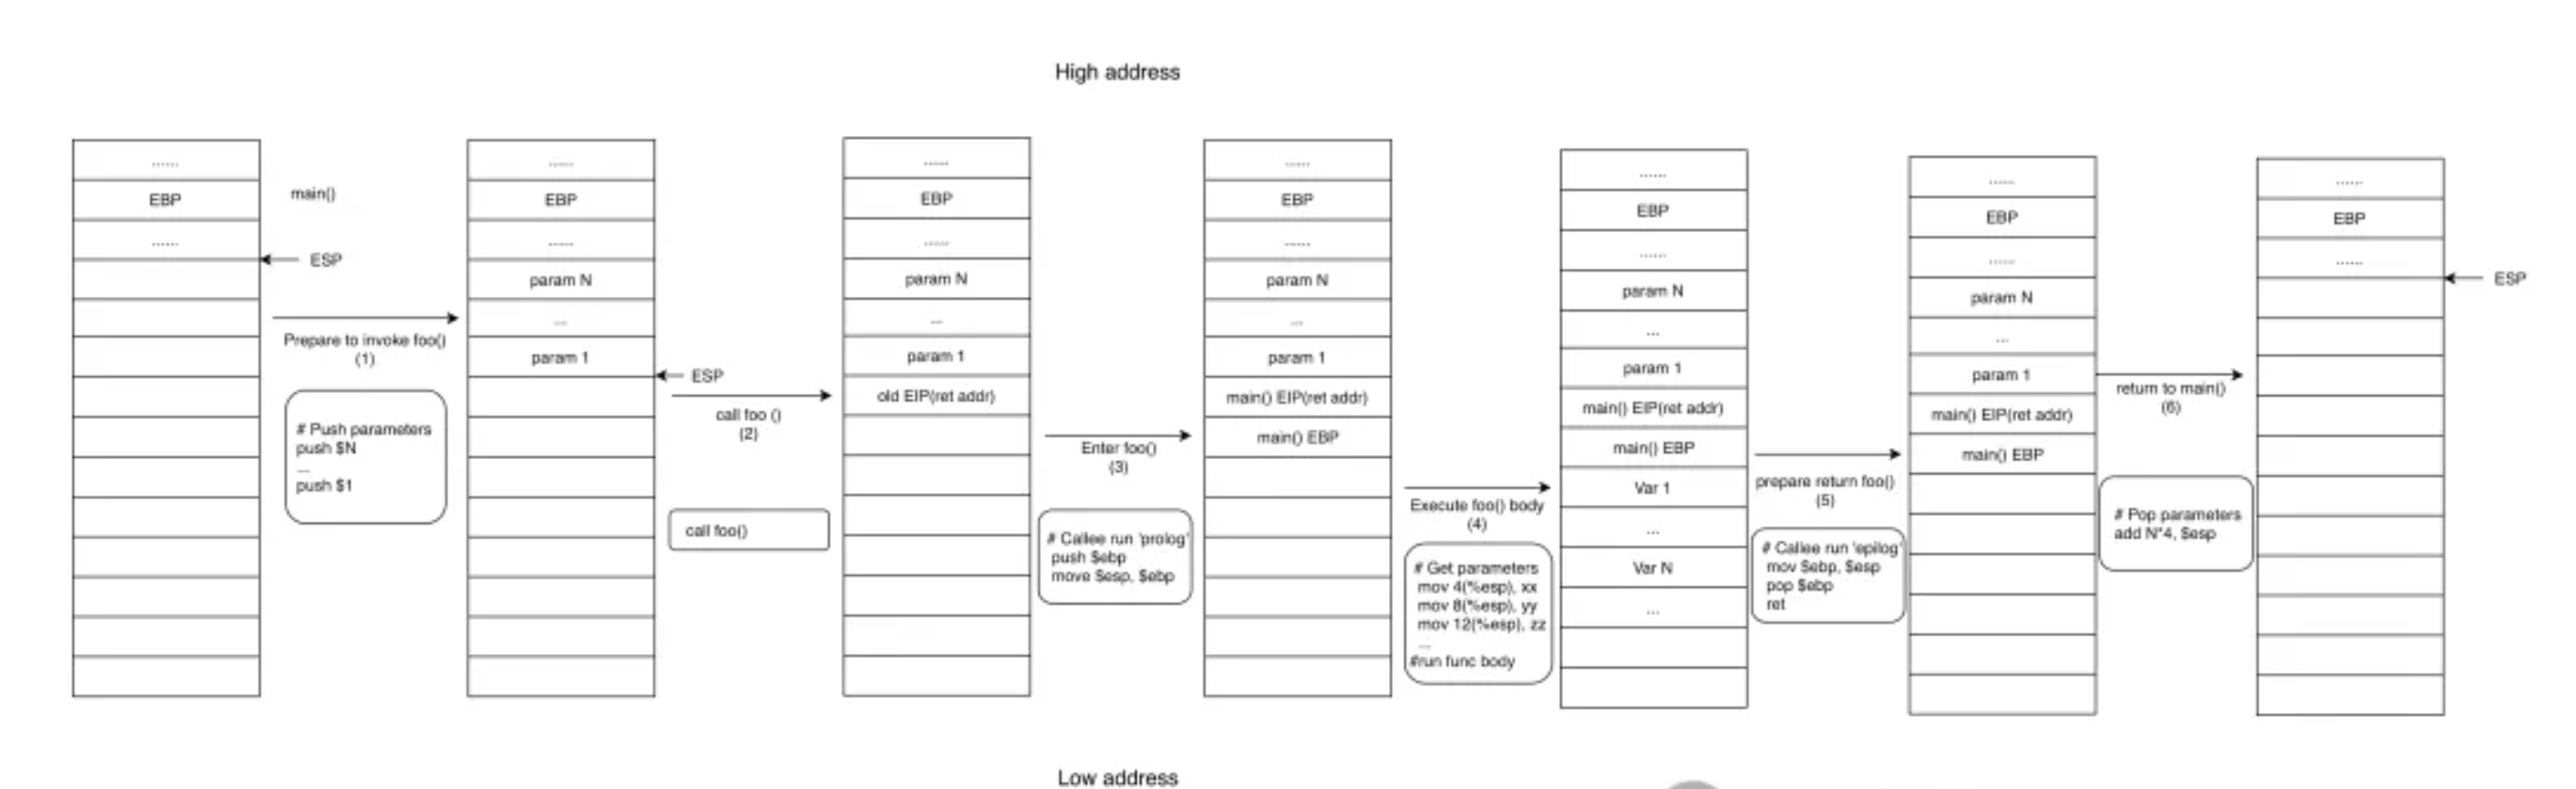 High address
......
EBP
......
main()
ESP
Prepare to invoke foo()
(1)
# Push parameters
push $N
...
push $1
......
EBP
......
param N
...
param 1
ESP
call foo ()
(2)
call foo()
......
EBP
......
param N
...
param 1
old EIP(ret addr)
Enter foo()
(3)
# Callee run 'prolog'
push $ebp
move $esp, $ebp
......
EBP
......
param N
...
param 1
main() EIP(ret addr)
main() EBP
Execute foo() body
(4)
# Get parameters
mov 4(%esp), xx
mov 8(%esp), yy
mov 12(%esp), zz
...
#run func body
......
EBP
......
param N
...
param 1
main() EIP(ret addr)
main() EBP
Var 1
...
Var N
...
prepare return foo()
(5)
# Callee run 'epilog'
mov $ebp, $esp
pop $ebp
ret
......
EBP
......
param N
...
param 1
main() EIP(ret addr)
main() EBP
return to main()
(6)
# Pop parameters
add N*4, $esp
......
EBP
......
ESP
Low address